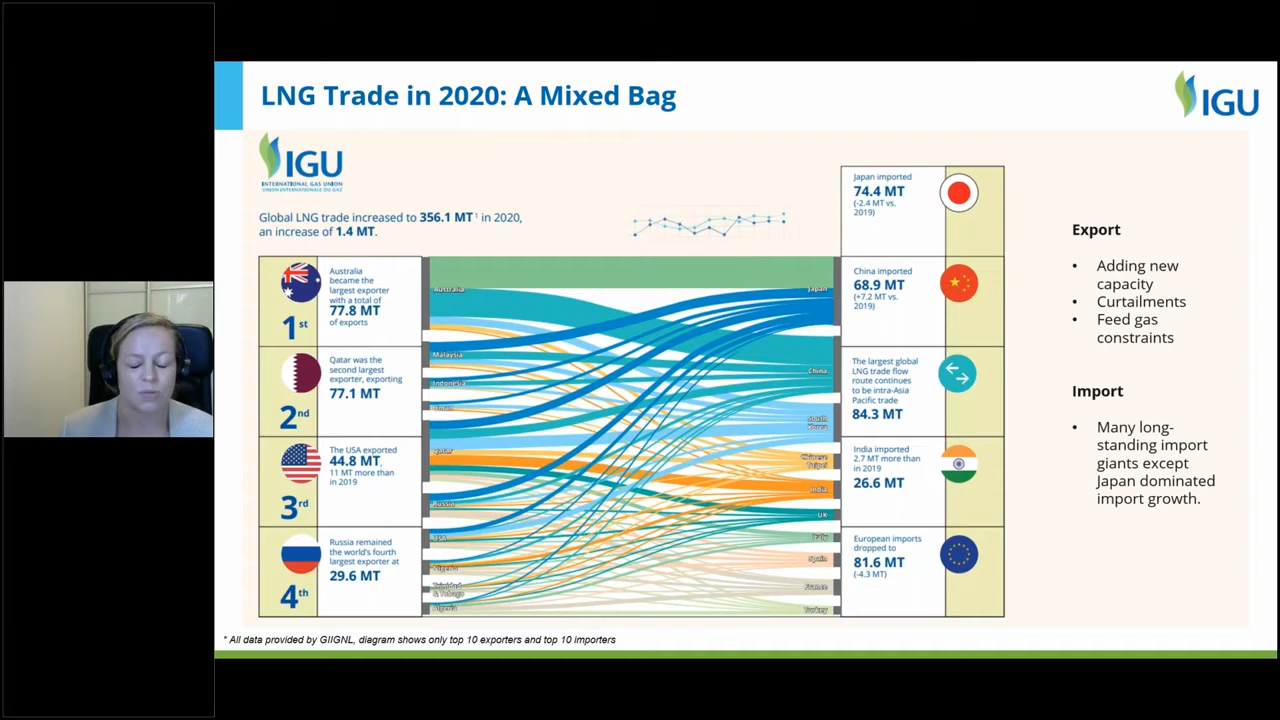 LNG Trade in 2020: A Mixed Bag
IGU
IGU
INTERNATIONAL GAS UNION
UNION INTERNATIONALE DU GAZ
Global LNG trade increased to 356.1 MT¹ in 2020,
an increase of 1.4 MT.
Australia
became the
largest exporter
with a total of
77.8 MT
of exports
1st
Qatar was the
second largest
exporter, exporting
77.1 MT
2nd
The USA exported
44.8 MT,
11 MT more than
in 2019
3rd
Russia remained
the world's fourth
largest exporter at
29.6 MT
4th
Australia
Malaysia
Indonesia
Oman
Qatar
Russia
USA
Nigeria
Trinidad
& Tobago
Algeria
Japan
China
South
Korea
Chinese
Taipei
India
UK
Italy
Spain
France
Turkey
Japan imported
74.4 MT
(-2.4 MT vs.
2019)
China imported
68.9 MT
(+7.2 MT vs.
2019)
The largest global
LNG trade flow
route continues
to be intra-Asia
Pacific trade
84.3 MT
India imported
2.7 MT more than
in 2019
26.6 MT
European imports
dropped to
81.6 MT
(-4.3 MT)
Export
• Adding new
capacity
• Curtailments
• Feed gas
constraints
Import
• Many long-
standing import
giants except
Japan dominated
import growth.
* All data provided by GIIGNL, diagram shows only top 10 exporters and top 10 importers